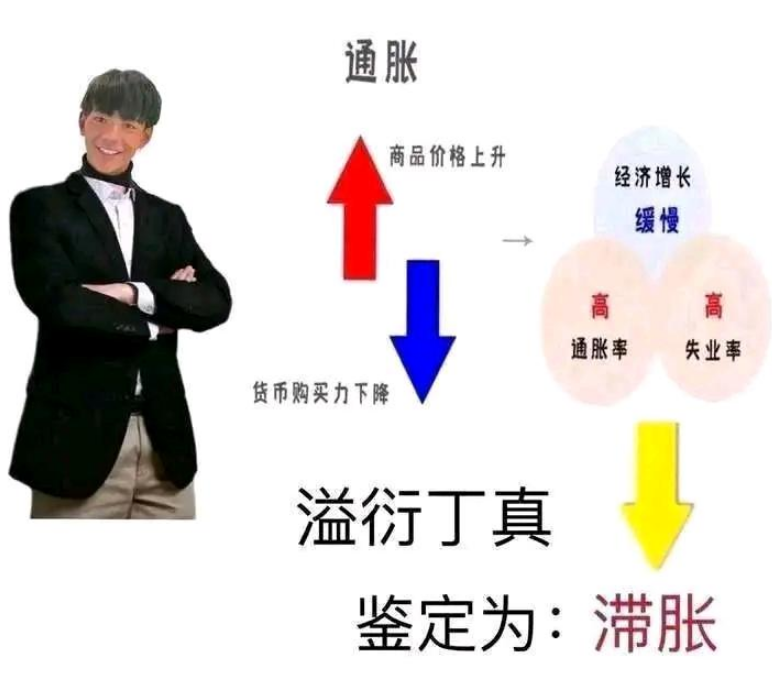 通胀
商品价格上升
经济增长
缓慢
高
通胀率
高
失业率
货币购买力下降
溢衍丁真
鉴定为：滞胀